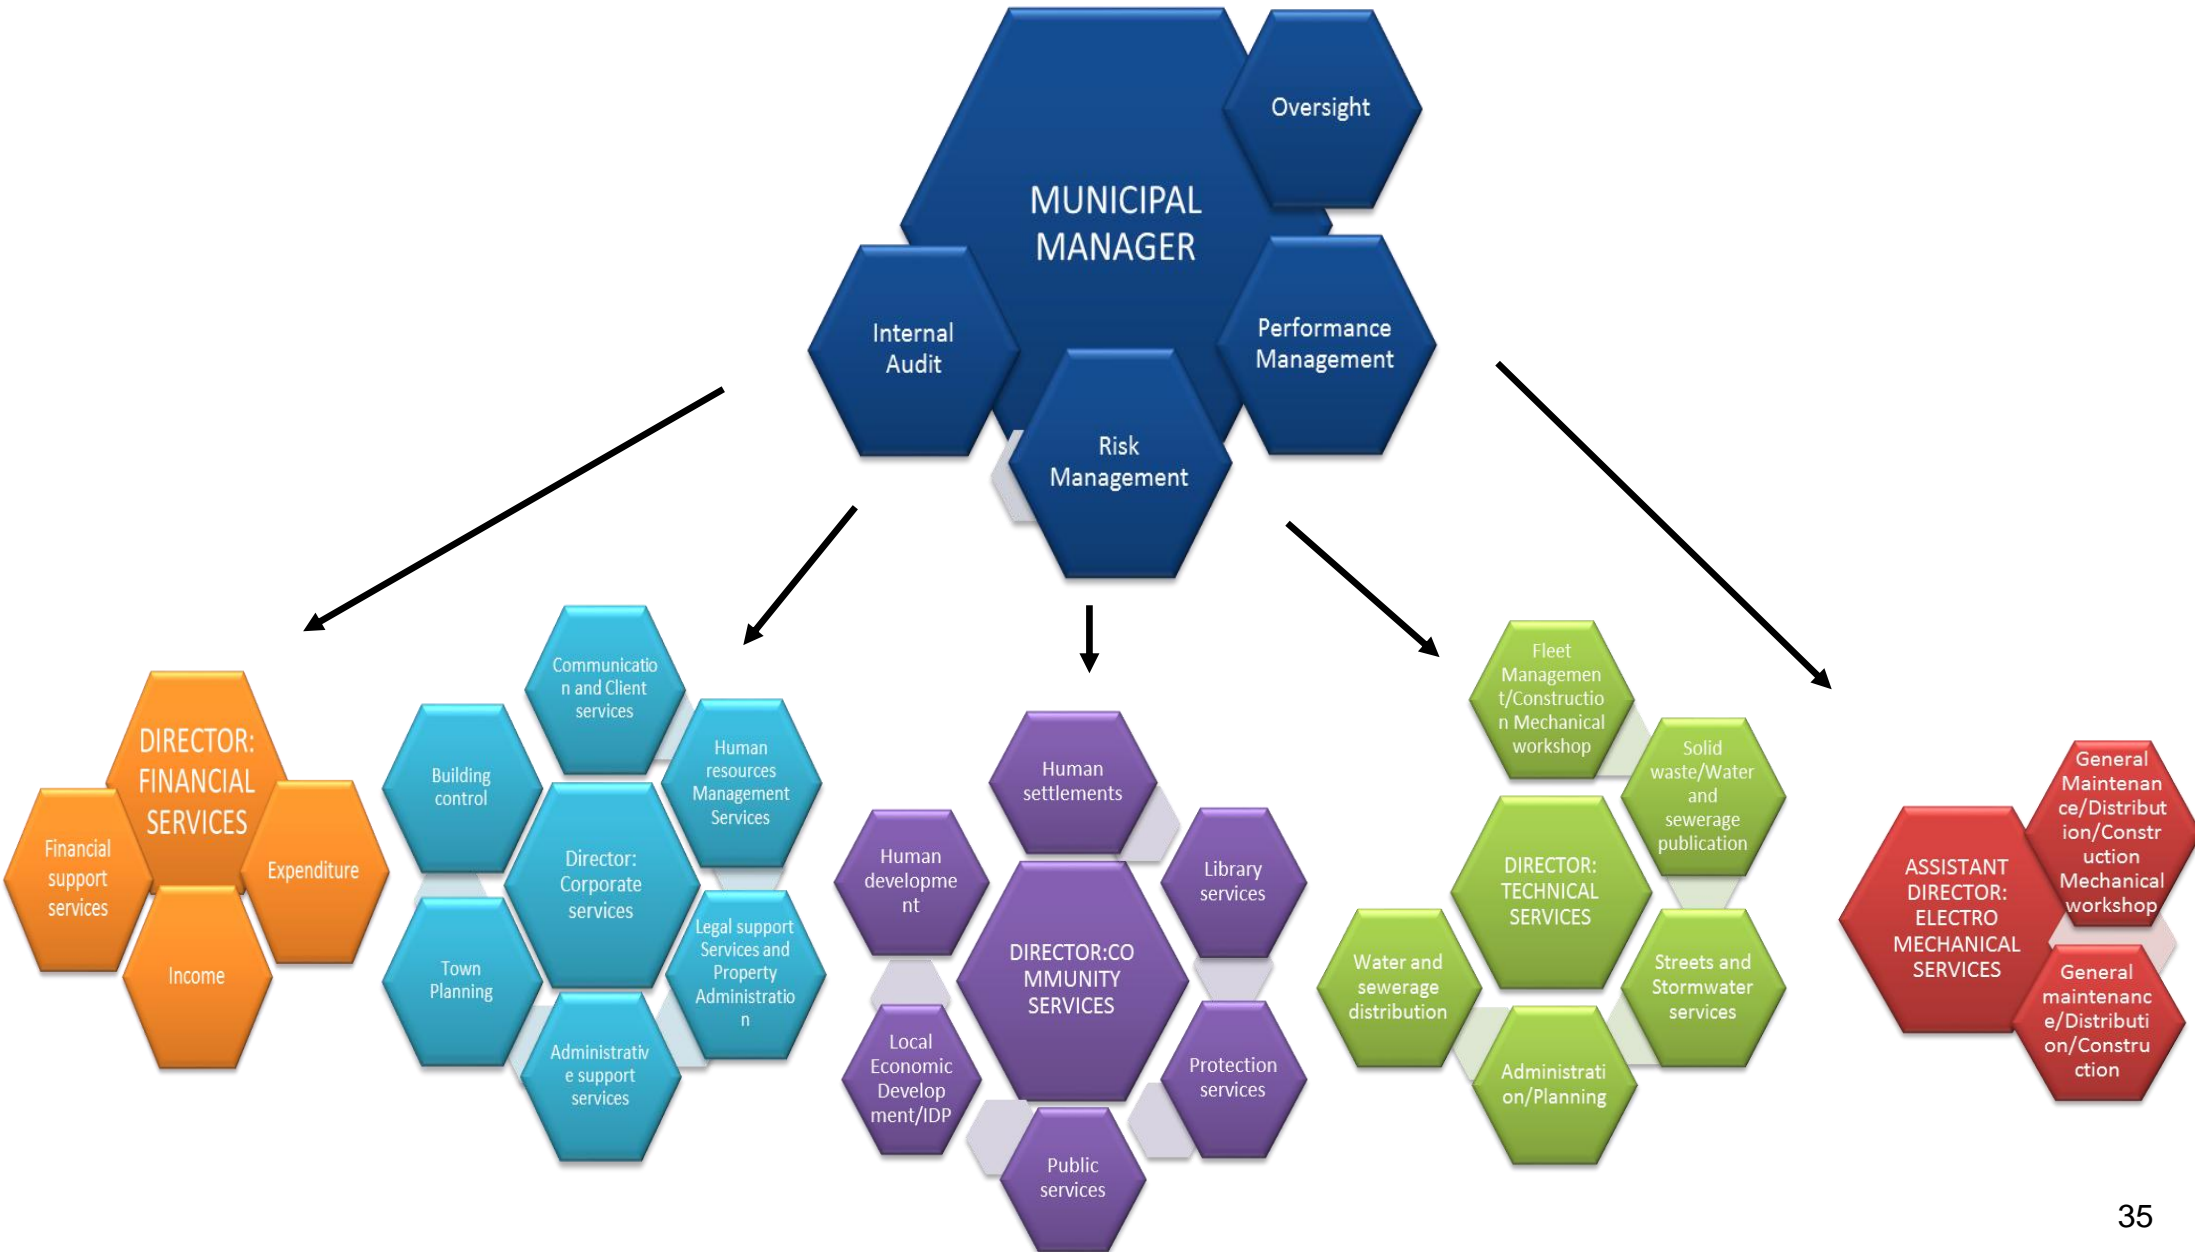 Oversight
MUNICIPAL
MANAGER
Internal
Audit
Performance
Management
Risk
Management
DIRECTOR:
FINANCIAL
SERVICES
Financial
support
services
Expenditure
Income
Communicatio
n and Client
services
Building
control
Human
resources
Management
Services
Director:
Corporate
services
Town
Planning
Legal support
Services and
Property
Administratio
n
Administrativ
e support
services
Human
settlements
Human
developme
nt
Library
services
DIRECTOR:CO
MMUNITY
SERVICES
Local
Economic
Develop
ment/IDP
Protection
services
Public
services
Fleet
Managemen
t/Constructio
n Mechanical
workshop
Solid
waste/Water
and
sewerage
publication
DIRECTOR:
TECHNICAL
SERVICES
Water and
sewerage
distribution
Streets and
Stormwater
services
Administrati
on/Planning
General
Maintenan
ce/Distribut
ion/Constr
uction
Mechanical
workshop
ASSISTANT
DIRECTOR:
ELECTRO
MECHANICAL
SERVICES
General
maintenanc
e/Distributi
on/Constru
ction
35